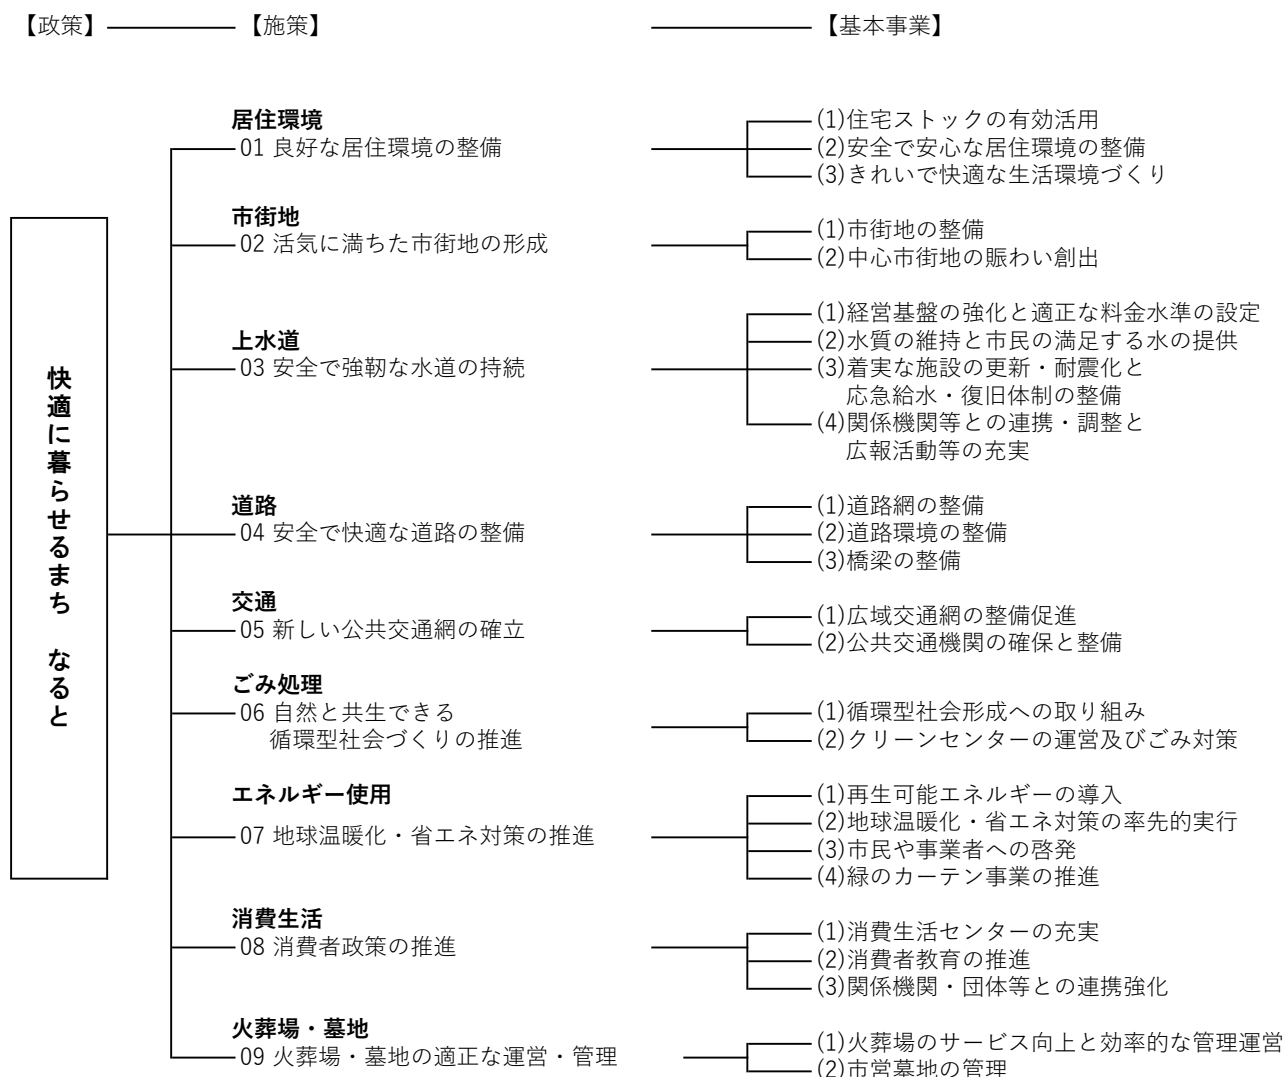 【政策】 【施策】 【基本事業】
居住環境
01 良好な居住環境の整備
(1)住宅ストックの有効活用
(2)安全で安心な居住環境の整備
(3)きれいで快適な生活環境づくり
市街地
02 活気に満ちた市街地の形成
(1)市街地の整備
(2)中心市街地の賑わい創出
上水道
03 安全で強靭な水道の持続
(1)経営基盤の強化と適正な料金水準の設定
(2)水質の維持と市民の満足する水の提供
(3)着実な施設の更新・耐震化と
応急給水・復旧体制の整備
(4)関係機関等との連携・調整と
広報活動等の充実
快適に暮らせるまち なると
道路
04 安全で快適な道路の整備
(1)道路網の整備
(2)道路環境の整備
(3)橋梁の整備
交通
05 新しい公共交通網の確立
(1)広域交通網の整備促進
(2)公共交通機関の確保と整備
ごみ処理
06 自然と共生できる
循環型社会づくりの推進
(1)循環型社会形成への取り組み
(2)クリーンセンターの運営及びごみ対策
エネルギー使用
07 地球温暖化・省エネ対策の推進
(1)再生可能エネルギーの導入
(2)地球温暖化・省エネ対策の率先的実行
(3)市民や事業者への啓発
(4)緑のカーテン事業の推進
消費生活
08 消費者政策の推進
(1)消費生活センターの充実
(2)消費者教育の推進
(3)関係機関・団体等との連携強化
火葬場・墓地
09 火葬場・墓地の適正な運営・管理
(1)火葬場のサービス向上と効率的な管理運営
(2)市営墓地の管理